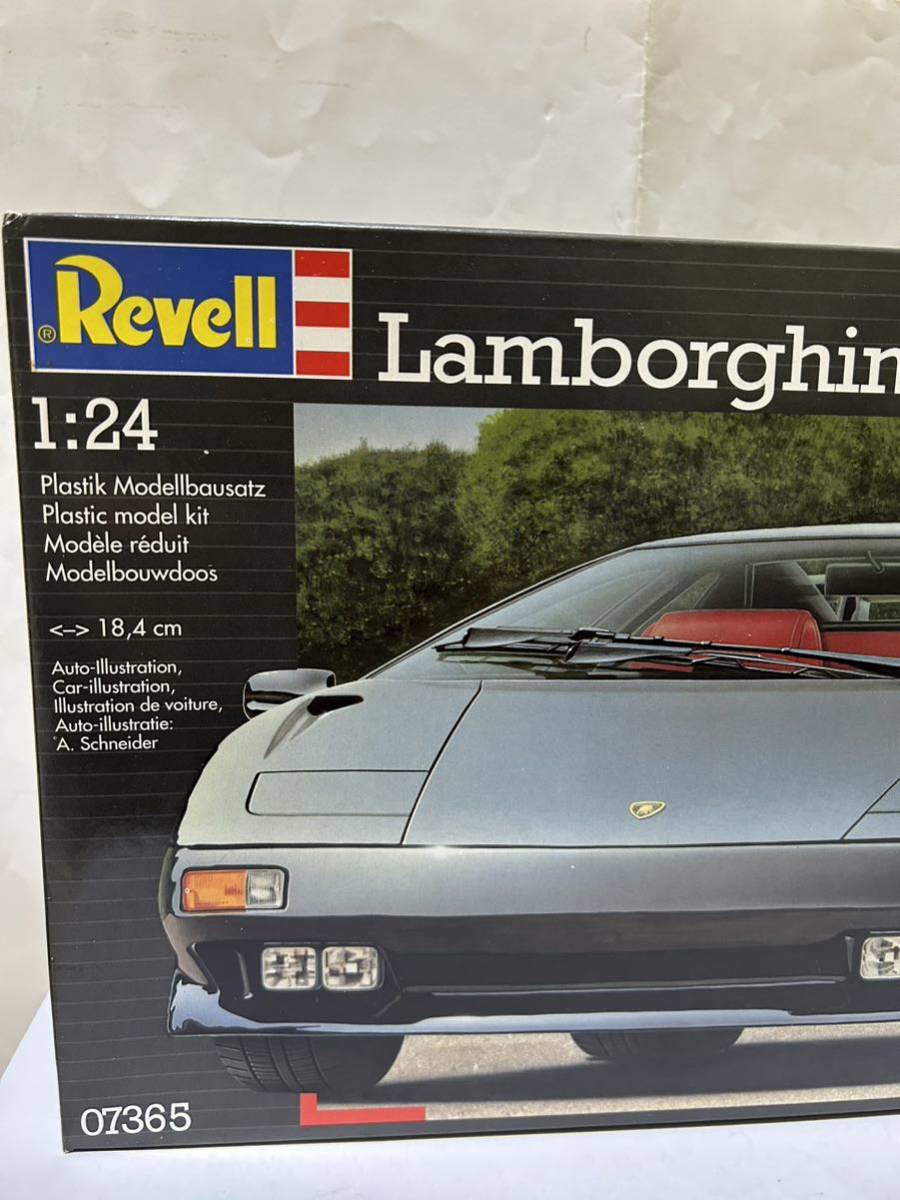 ® Revell
Lamborghin
1:24
Plastik Modellbausatz
Plastic model kit
Modèle réduit
Modelbouwdoos
<–> 18,4 cm
Auto-Illustration,
Car-illustration,
Illustration de voiture,
Auto-illustratie:
A. Schneider
07365